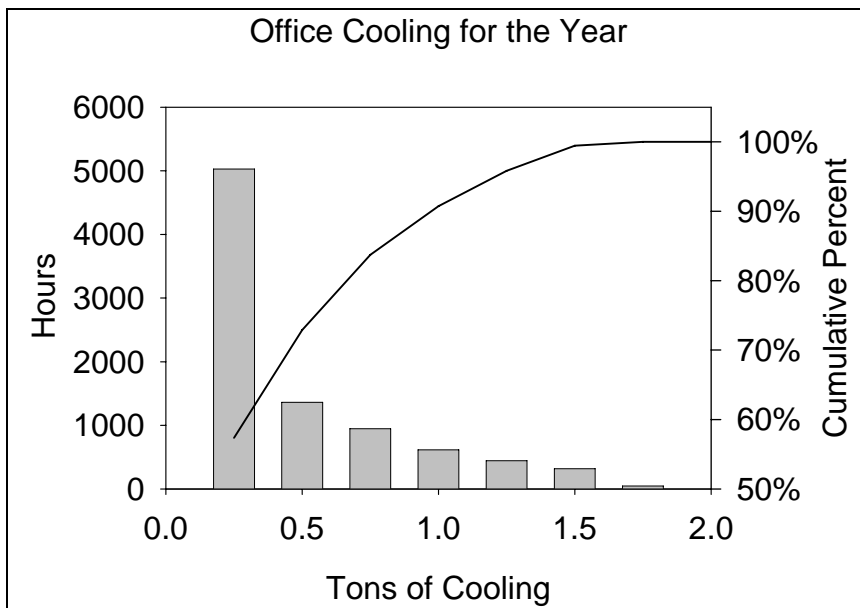 Office Cooling for the Year
6000
5000
4000
3000
2000
1000
0
Hours
100%
90%
80%
70%
60%
50%
Cumulative Percent
0.0 0.5 1.0 1.5 2.0
Tons of Cooling